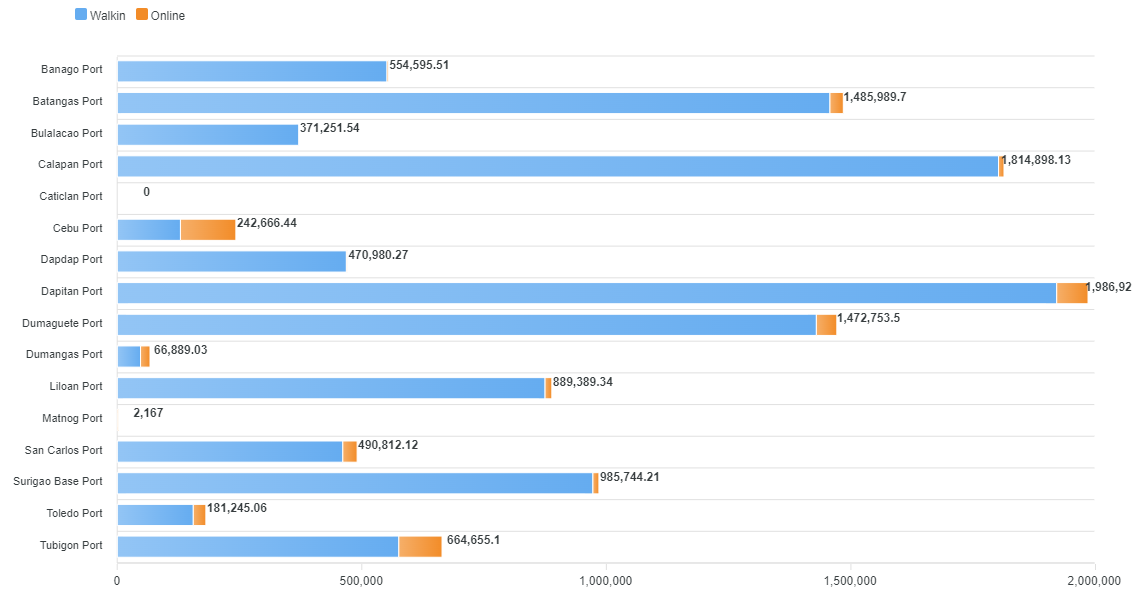 Walkin Online
Banago Port 554,595.51
Batangas Port 1,485,989.7
Bulalacao Port 371,251.54
Calapan Port 1,814,898.13
Caticlan Port 0
Cebu Port 242,666.44
Dapdap Port 470,980.27
Dapitan Port 1,986,92
Dumaguete Port 1,472,753.5
Dumangas Port 66,889.03
Liloan Port 889,389.34
Matnog Port 2,167
San Carlos Port 490,812.12
Surigao Base Port 985,744.21
Toledo Port 181,245.06
Tubigon Port 664,655.1
0 500,000 1,000,000 1,500,000 2,000,000